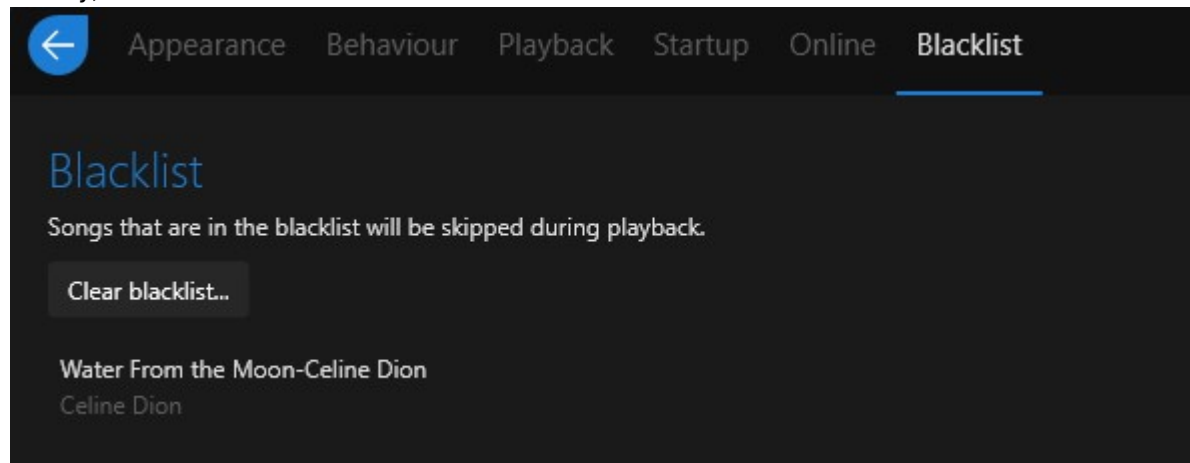 Appearance Behaviour Playback Startup Online Blacklist
Blacklist
Songs that are in the blacklist will be skipped during playback.
Clear blacklist...
Water From the Moon-Celine Dion
Celine Dion